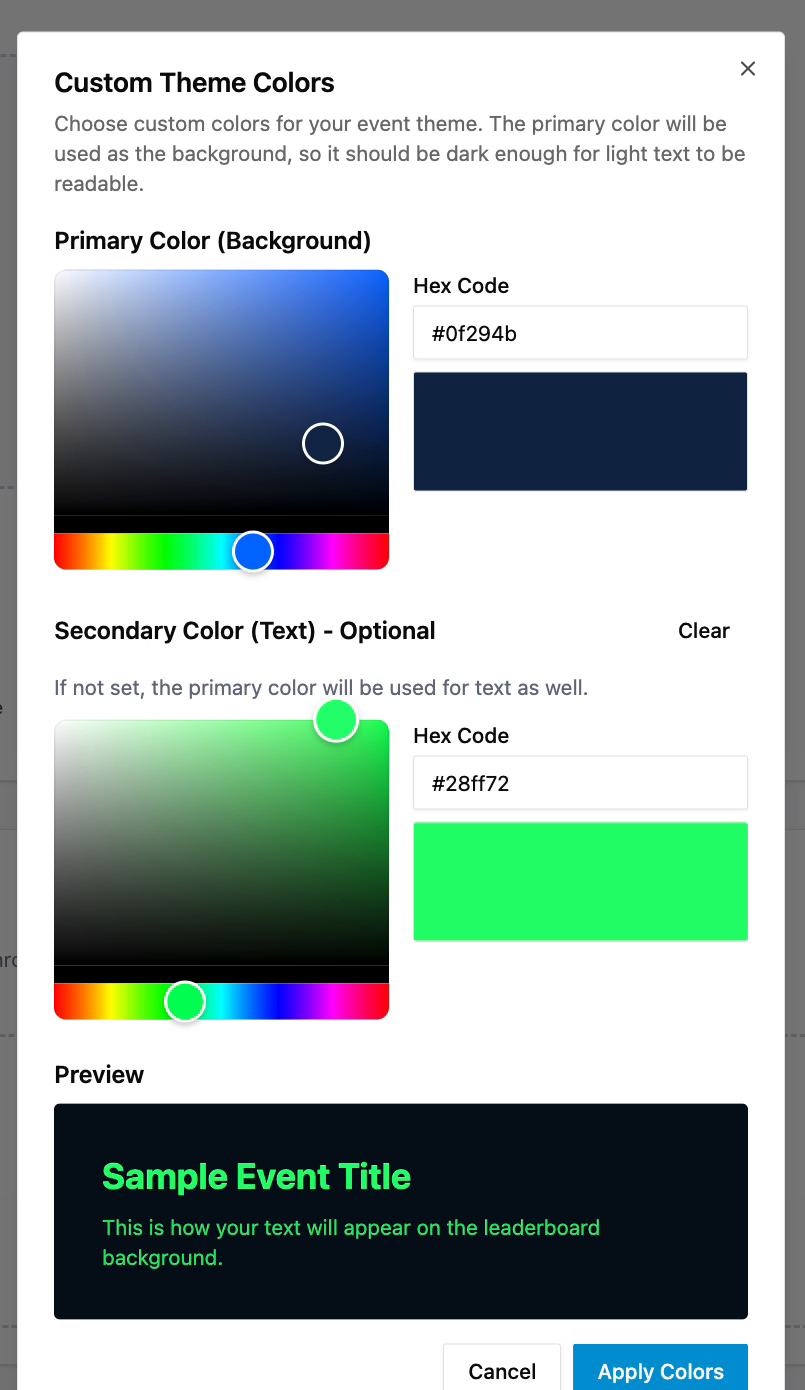 Custom Theme Colors
Choose custom colors for your event theme. The primary color will be
used as the background, so it should be dark enough for light text to be
readable.
Primary Color (Background)
Hex Code
#0f294b
Secondary Color (Text) - Optional
Clear
If not set, the primary color will be used for text as well.
Hex Code
#28ff72
Preview
Sample Event Title
This is how your text will appear on the leaderboard
background.
Cancel
Apply Colors